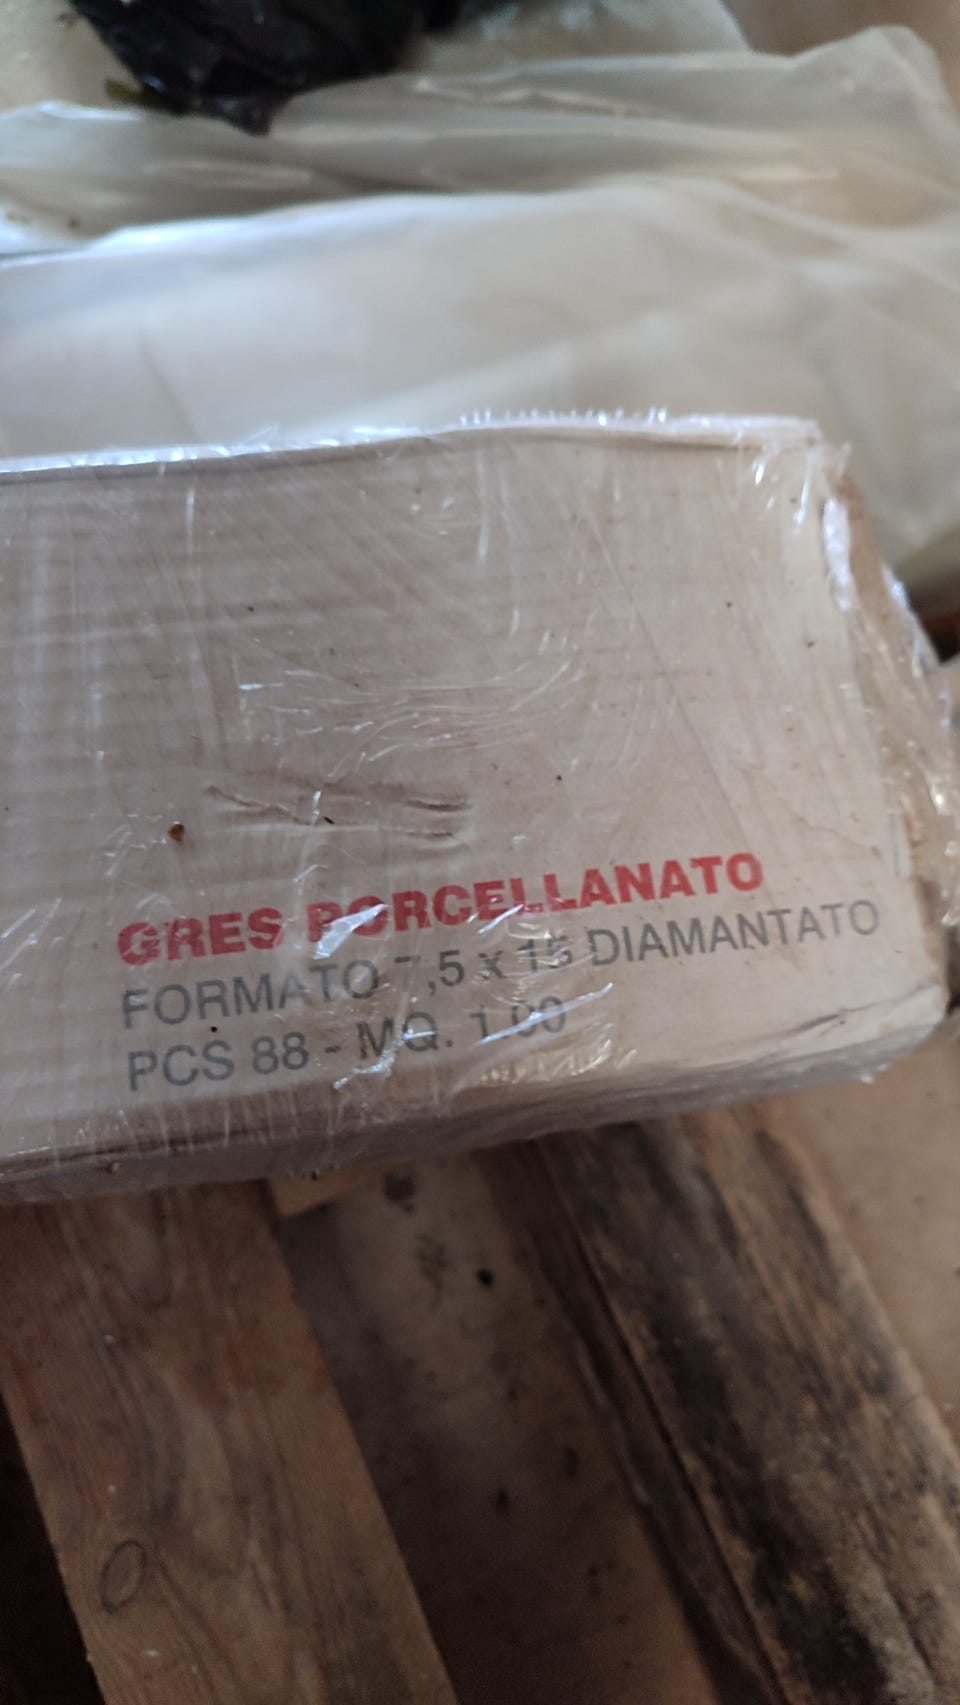 GRES PORCELLANATO
FORMATO 7,5 x 15 DIAMANTATO
PCS 88 - MQ. 1.00